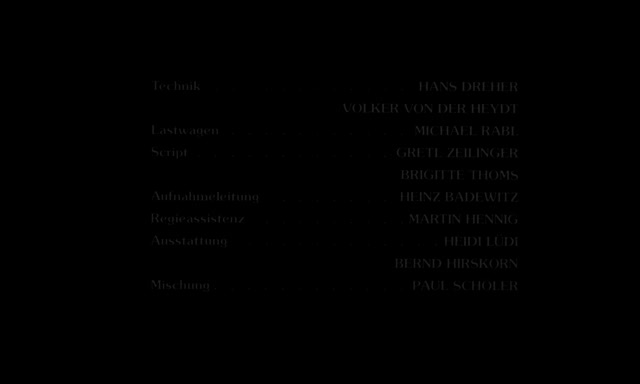 Technik . . . . . . . . . . HANS DREHER
VOLKER VON DER HEYDT
Lastwagen . . . . . . . . . MICHAEL RABL
Script . . . . . . . . . . GRETL ZEILINGER
BRIGITTE THOMS
Aufnahmeleitung . . . . . . . HEINZ BADEWITZ
Regieassistenz . . . . . . . MARTIN HENNIG
Ausstattung . . . . . . . . . HEIDI LÜDI
BERND HIRSKORN
Mischung . . . . . . . . . . PAUL SCHÖLER